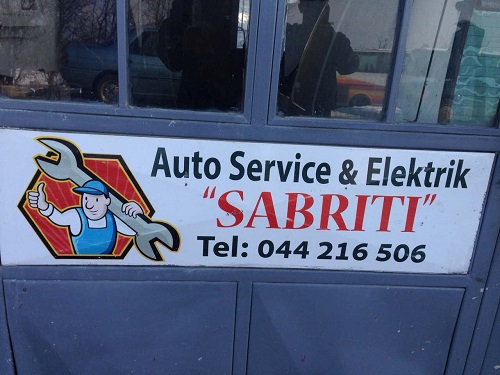 Auto Service & Elektrik
“SABRITI”
Tel: 044 216 506